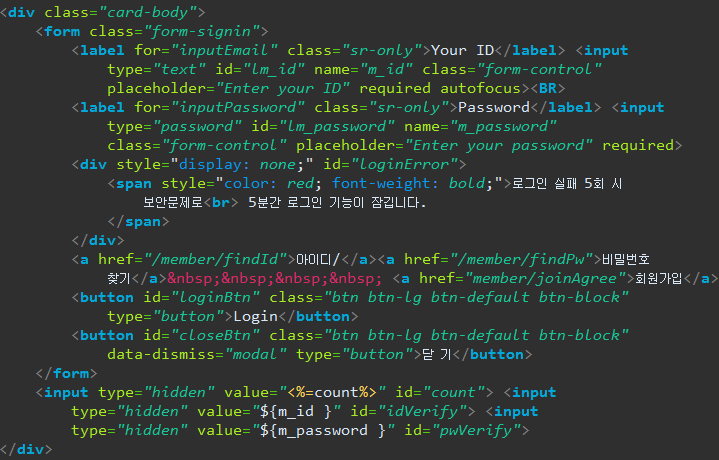 <div class="card-body">
<form class="form-signin">
<label for="inputEmail" class="sr-only">Your ID</label> <input
type="text" id="lm_id" name="m_id" class="form-control"
placeholder="Enter your ID" required autofocus><BR>
<label for="inputPassword" class="sr-only">Password</label> <input
type="password" id="lm_password" name="m_password"
class="form-control" placeholder="Enter your password" required>
<div style="display: none;" id="loginError">
<span style="color: red; font-weight: bold;">로그인 실패 5회 시
보안문제로<br> 5분간 로그인 기능이 잠깁니다.
</span>
</div>
<a href="/member/findId">아이디/</a><a href="/member/findPw">비밀번호
찾기</a>&nbsp;&nbsp;&nbsp;&nbsp; <a href="member/joinAgree">회원가입</a>
<button id="loginBtn" class="btn btn-lg btn-default btn-block"
type="button">Login</button>
<button id="closeBtn" class="btn btn-lg btn-default btn-block"
data-dismiss="modal" type="button">닫 기</button>
</form>
<input type="hidden" value="<%=count%>" id="count"> <input
type="hidden" value="${m_id }" id="idVerify"> <input
type="hidden" value="${m_password }" id="pwVerify">
</div>